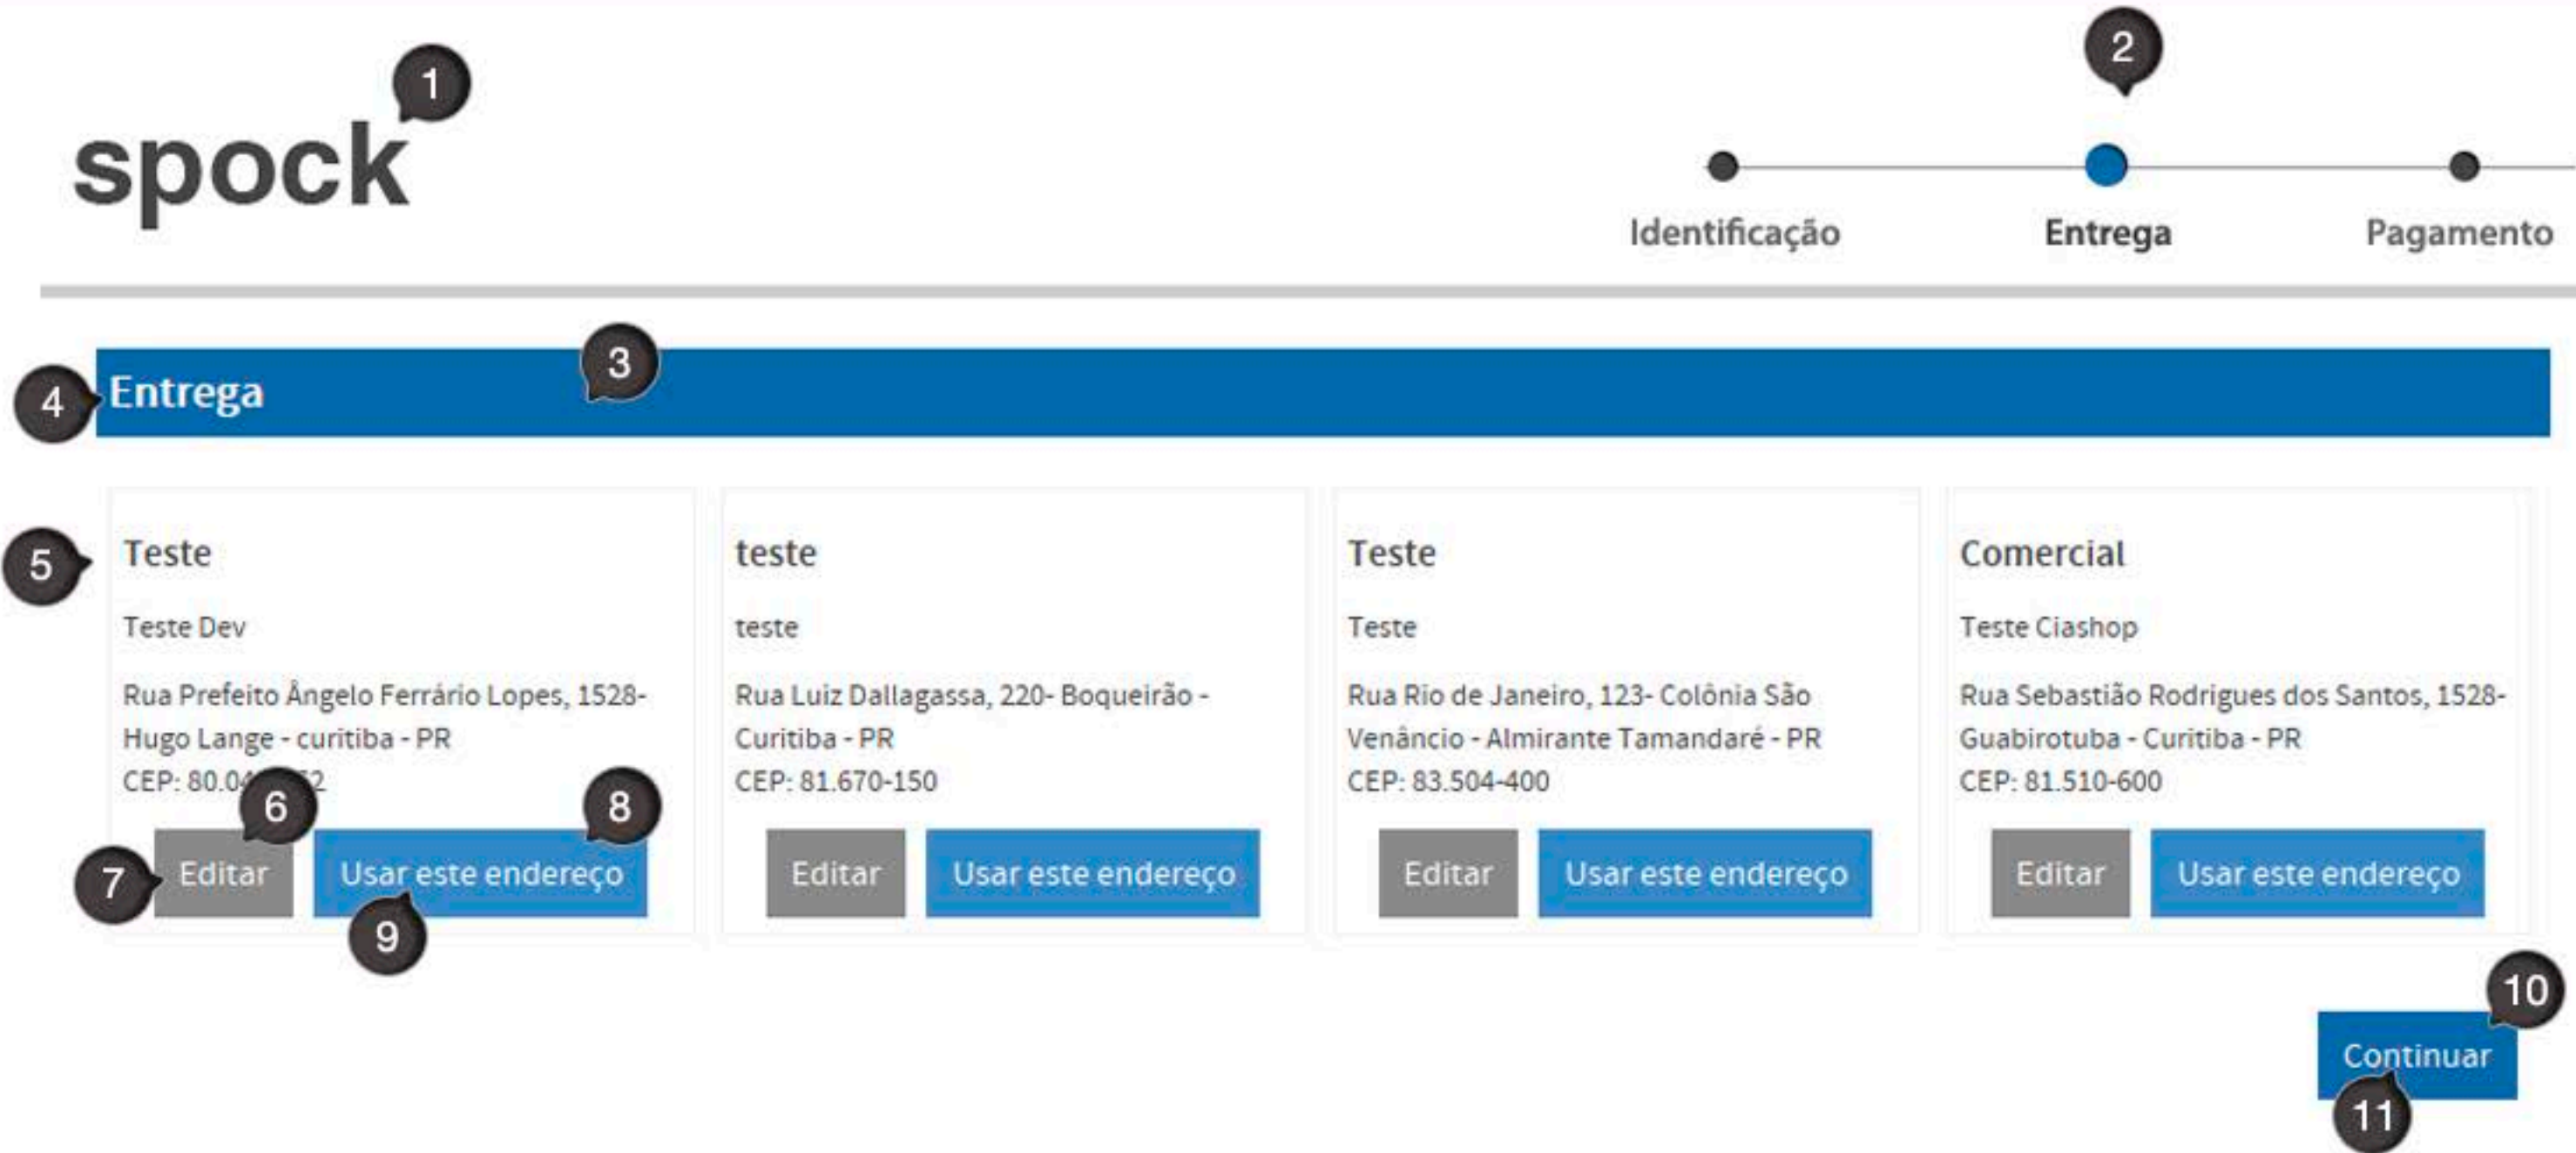 1
2
spock
Identificação
Entrega
Pagamento
3
4
Entrega
5
Teste
Teste Dev
Rua Prefeito Ângelo Ferrário Lopes, 1528-
Hugo Lange - curitiba - PR
CEP:
6
8
7
Editar
Usar este endereço
9
teste
teste
Rua Luiz Dallagassa, 220- Boqueirão -
Curitiba - PR
CEP: 81.670-150
Editar
Usar este endereço
Teste
Teste
Rua Rio de Janeiro, 123- Colônia São
Venâncio - Almirante Tamandaré - PR
CEP: 83.504-400
Editar
Usar este endereço
Comercial
Teste Ciashop
Rua Sebastião Rodrigues dos Santos, 1528-
Guabirotuba - Curitiba - PR
CEP: 81.510-600
Editar
Usar este endereço
10
Continuar
11